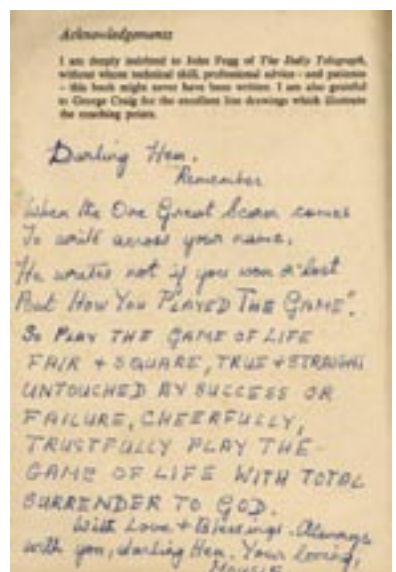 Acknowledgements
I am deeply indebted to John Fogg of The Daily Telegraph,
without whose technical skill, professional advice – and patience
– this book might never have been written. I am also grateful
to George Craig for the excellent line drawings which illustrate
the coaching points.
Darling Hen.
Remember
When the One Great Scorer comes
To write across your name,
He writes not if you won or lost
But HOW YOU PLAYED THE GAME".
SO PLAY THE GAME OF LIFE
FAIR + SQUARE, TRUE + STRAIGHT
UNTOUCHED BY SUCCESS OR
FAILURE, CHEERFULLY,
TRUSTFULLY PLAY THE
GAME OF LIFE WITH TOTAL
SURRENDER TO GOD.
With Love + Blessings. Always
with you, darling Hen. Your loving,